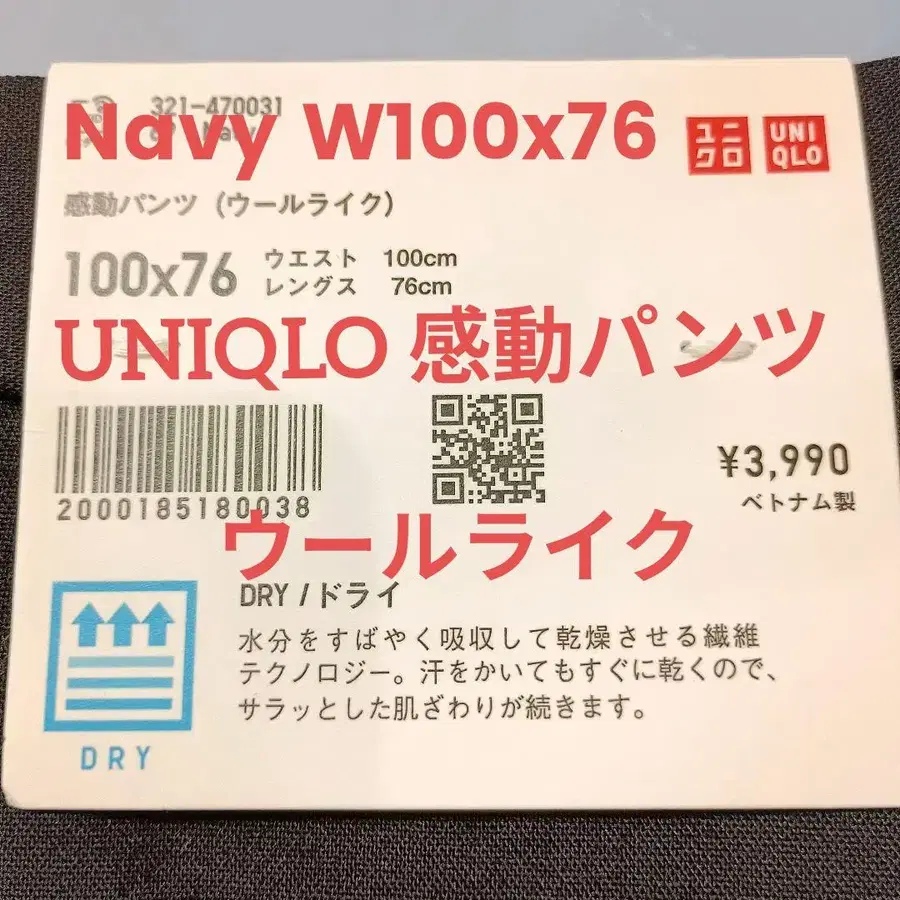 321-470031
Navy W100x76
ユニクロ
UNIQLO
感動パンツ (ウールライク)
100x76
ウエスト 100cm
レングス 76cm
UNIQLO 感動パンツ
¥3,990
ベトナム製
2000185180038
ウールライク
DRY / ドライ
水分をすばやく吸収して乾燥させる繊維
テクノロジー。汗をかいてもすぐに乾くので、
サラッとした肌ざわりが続きます。
DRY